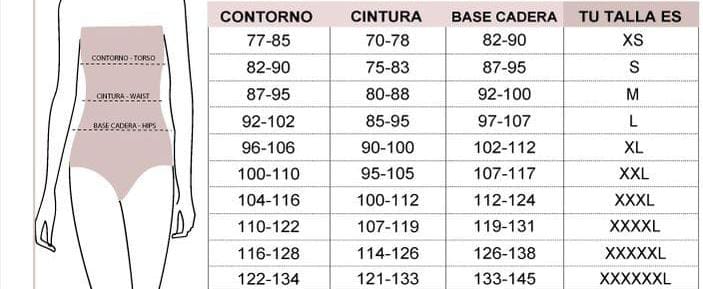 CONTORNO CINTURA BASE CADERA TU TALLA ES
77-85 70-78 82-90 XS
CONTORNO - TORSO
82-90 75-83 87-95 S
CINTURA - WAIST
87-95 80-88 92-100 M
BASE CADERA - HIPS
92-102 85-95 97-107 L
96-106 90-100 102-112 XL
100-110 95-105 107-117 XXL
104-116 100-112 112-124 XXXL
110-122 107-119 119-131 XXXXL
116-128 114-126 126-138 XXXXXL
122-134 121-133 133-145 XXXXXXL